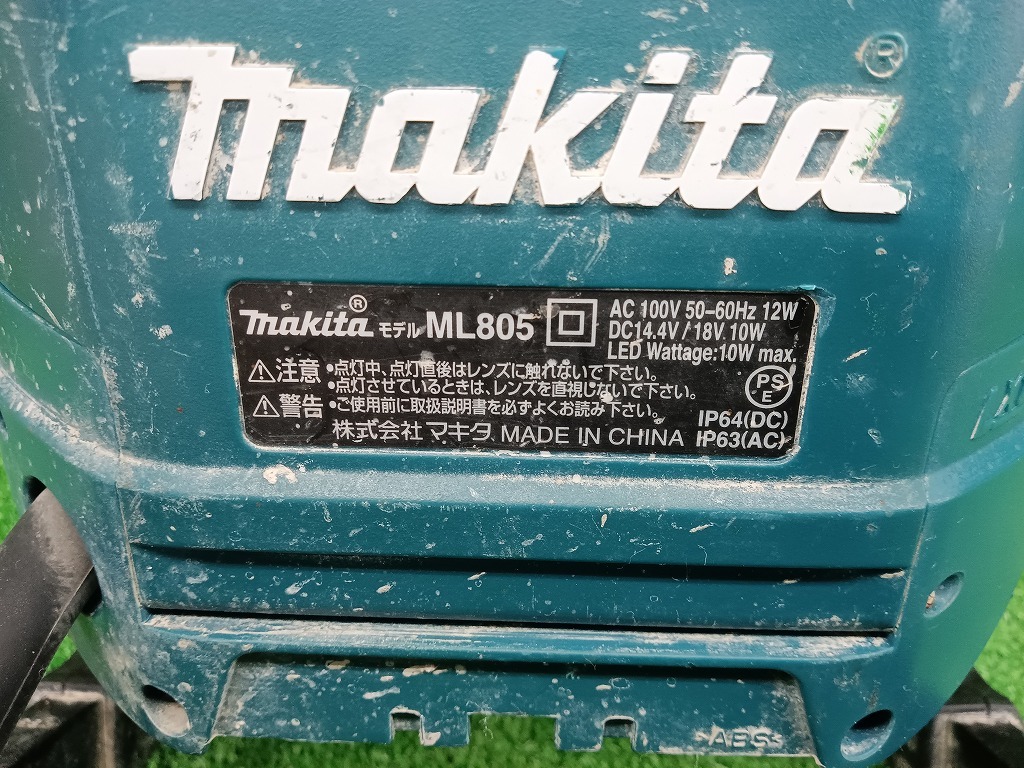 makita®
makita® モデル ML805
AC 100V 50–60Hz 12W
DC14.4V / 18V 10W
LED Wattage:10W max.
⚠注意 •点灯中、点灯直後はレンズに触れないで下さい。
•点灯させているときは、レンズを直視しないで下さい。
⚠警告 •ご使用前に取扱説明書を必ずよくお読み下さい。
株式会社 マキタ MADE IN CHINA
PS
E
IP64(DC)
IP63(AC)
>ABS<